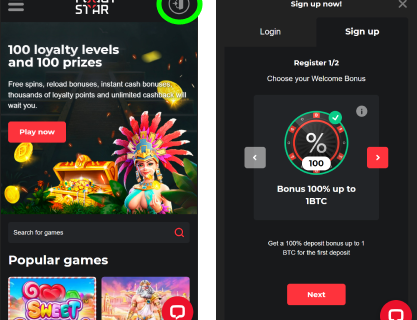 STAR
100 loyalty levels
and 100 prizes
Free spins, reload bonuses, instant cash bonuses,
thousands of loyalty points and unlimited cashback will
wait you.
Play now
Search for games
Popular games
SWEET
Sign up now!
Login
Sign up
Register 1/2
Choose your Welcome Bonus
%
100
Bonus 100% up to
1BTC
Get a 100% deposit bonus up to 1
BTC for the first deposit
Next